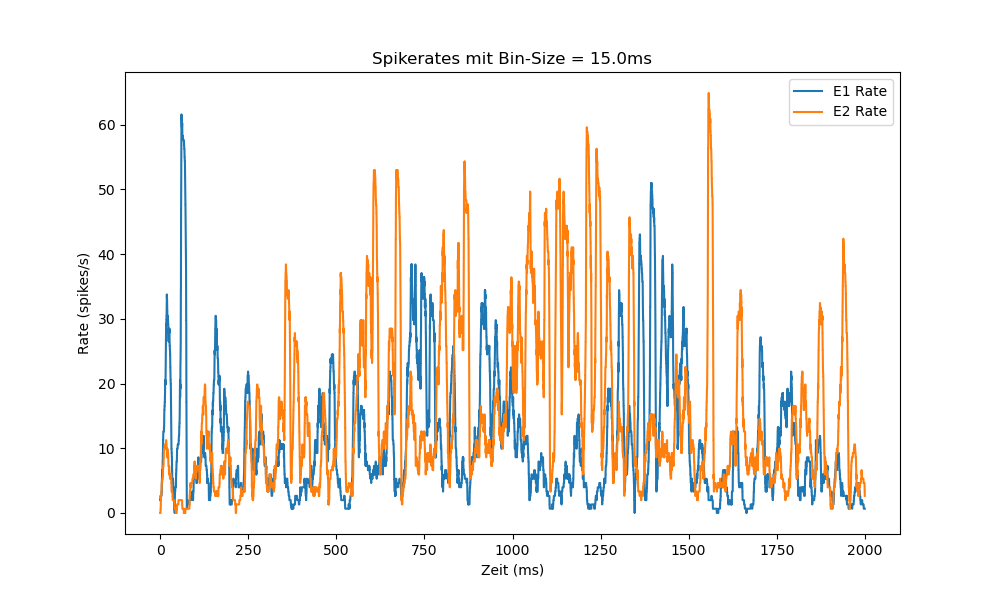 Spikerates mit Bin-Size = 15.0ms
E1 Rate
E2 Rate
Rate (spikes/s)
60
50
40
30
20
10
0
0 250 500 750 1000 1250 1500 1750 2000
Zeit (ms)